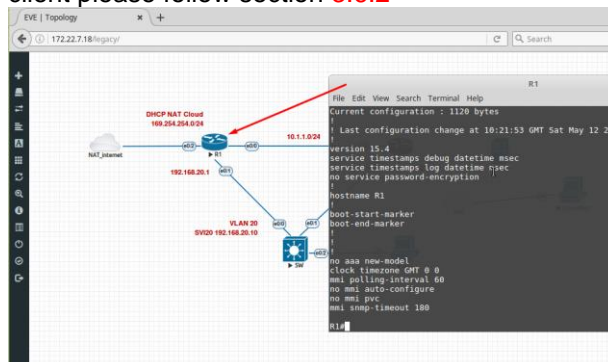 client please follow section
EVE | Topology
172.22.7.18/legacy/
Search
DHCP NAT Cloud
169.254.254.0/24
NAT_internet
e0/2
R1
e0/0
10.1.1.0/24
192.168.20.1
e0/1
VLAN 20
SVI20 192.168.20.10
e0/0
e0/1
SW
e0/2
R1
File Edit View Search Terminal Help
Current configuration : 1120 bytes
!
! Last configuration change at 10:21:53 GMT Sat May 12 2
!
version 15.4
service timestamps debug datetime msec
service timestamps log datetime msec
no service password-encryption
!
hostname R1
!
boot-start-marker
boot-end-marker
!
!
!
no aaa new-model
clock timezone GMT 0 0
mmi polling-interval 60
no mmi auto-configure
no mmi pvc
mmi snmp-timeout 180
R1#